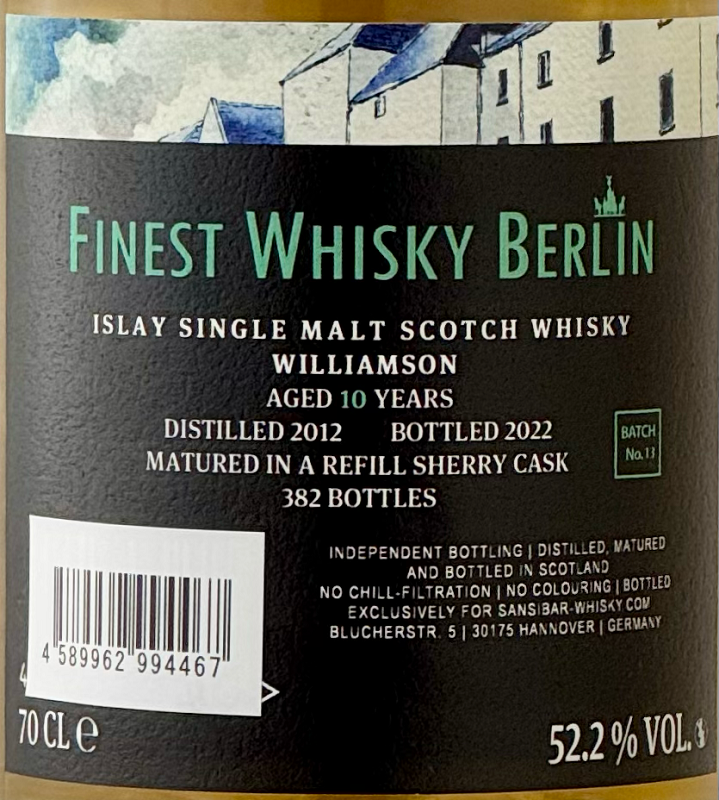 FINEST WHISKY BERLIN
ISLAY SINGLE MALT SCOTCH WHISKY
WILLIAMSON
AGED 10 YEARS
DISTILLED 2012 BOTTLED 2022
MATURED IN A REFILL SHERRY CASK
382 BOTTLES
BATCH
No.13
INDEPENDENT BOTTLING | DISTILLED, MATURED
AND BOTTLED IN SCOTLAND
NO CHILL-FILTRATION | NO COLOURING | BOTTLED
EXCLUSIVELY FOR SANSIBAR-WHISKY.COM
BLUCHERSTR. 5 | 30175 HANNOVER | GERMANY
4 589962 994467
4 >
70 CL ℮
52.2 % VOL.